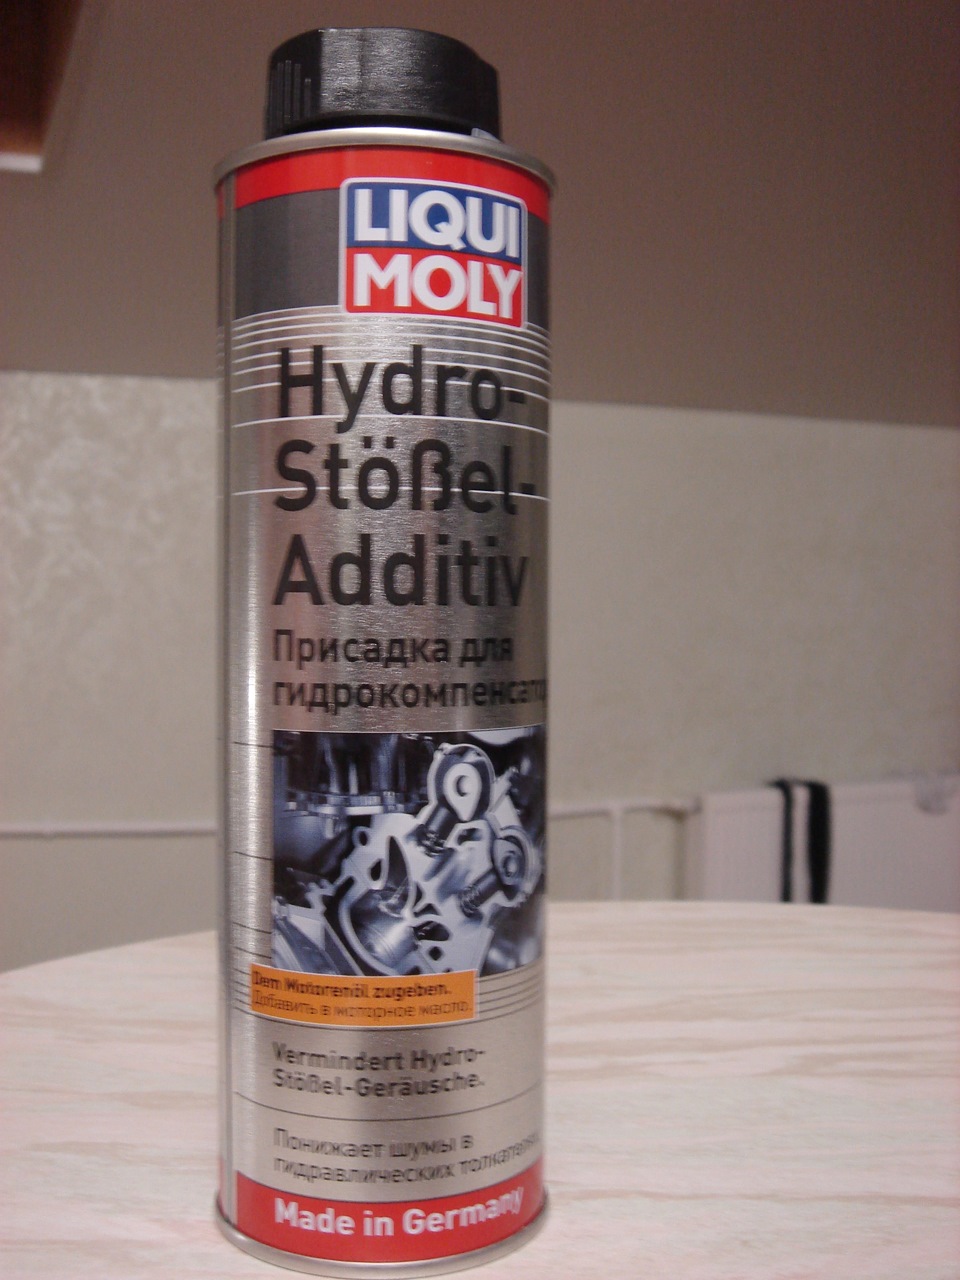 LIQUI
MOLY
Hydro-
Stößel-
Additiv
Присадка для
Dem Motorenöl zugeben.
Добавить в моторное масло.
Vermindert Hydro-
Stößel-Geräusche.
Понижает шумы в
гидравлических
Made in Germany